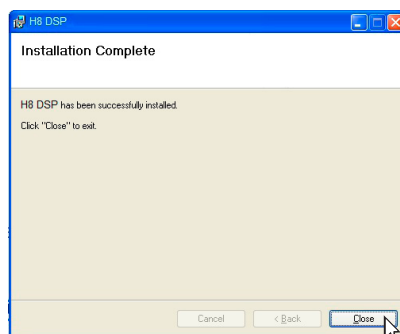 H8 DSP
Installation Complete
H8 DSP has been successfully installed.
Click "Close" to exit.
Cancel
< Back
Close